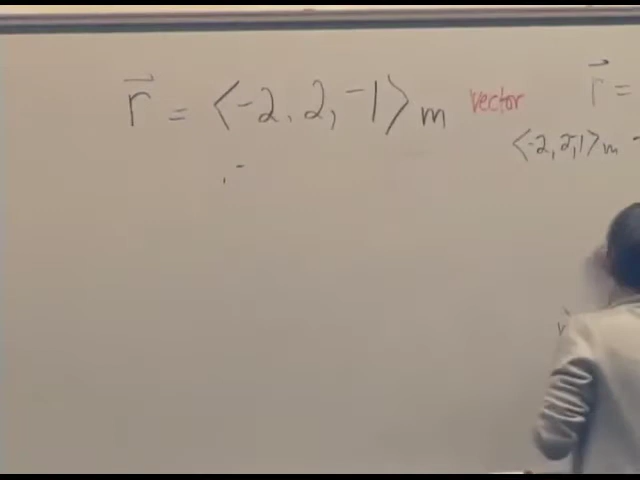 r⃗ = ⟨-2, 2, -1⟩ m vector
r⃗ =
⟨-2, 2, 1⟩ m